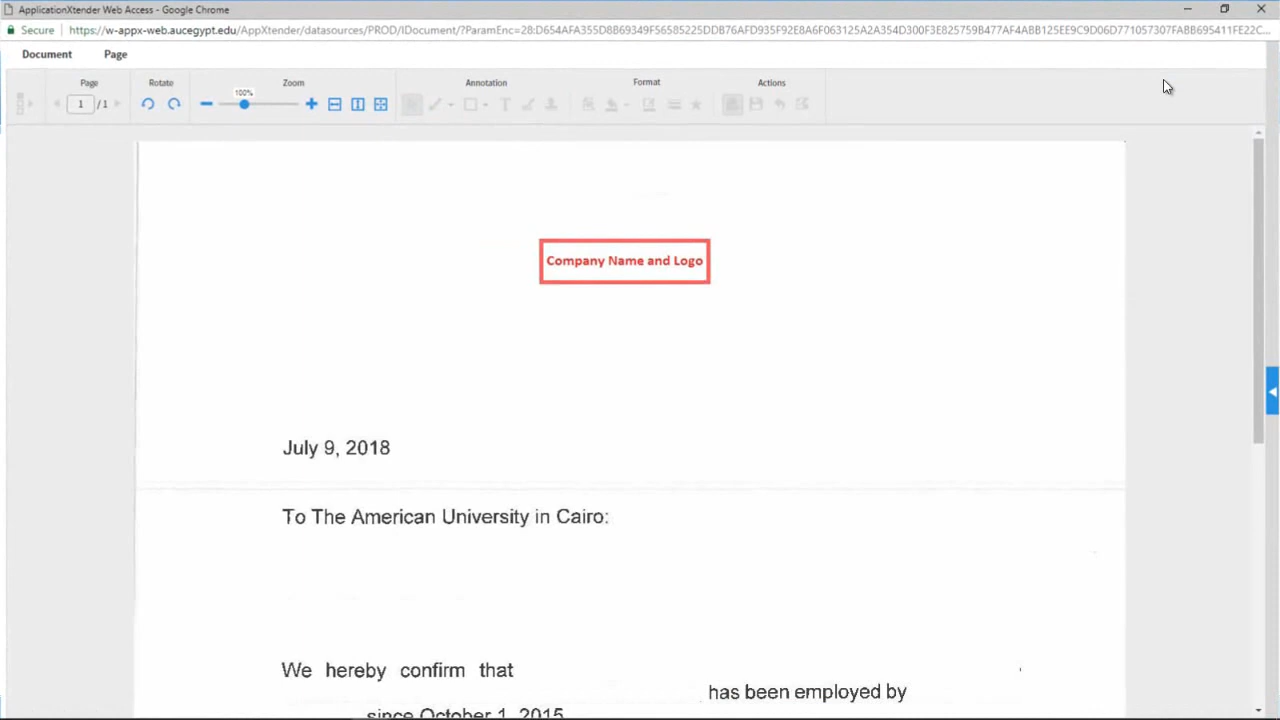 ApplicationXtender Web Access - Google Chrome
Secure https://w-appx-web.aucegypt.edu/AppXtender/datasources/PROD/IDocument/?ParamEnc=28:D654AFA355D8B69349F56585225DDB76AFD935F92E8A6F063125A2A354D300F3E825759B477AF4ABB125EE9C9D06D771057307FABB695411FE22C...
Document Page
Page Rotate Zoom Annotation Format Actions
100%
1 / 1
Company Name and Logo
July 9, 2018
To The American University in Cairo:
We hereby confirm that
has been employed by
since October 1, 2015